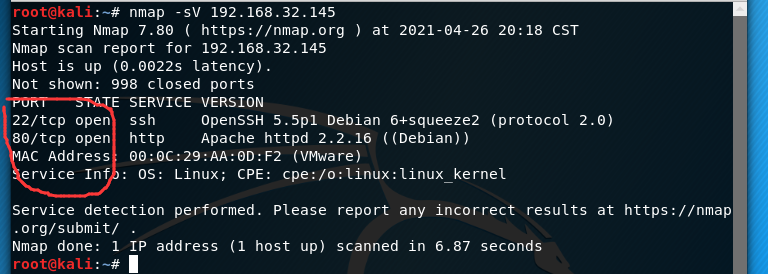 root@kali:~# nmap -sV 192.168.32.145
Starting Nmap 7.80 ( https://nmap.org ) at 2021-04-26 20:18 CST
Nmap scan report for 192.168.32.145
Host is up (0.0022s latency).
Not shown: 998 closed ports
PORT   STATE SERVICE VERSION
22/tcp open  ssh     OpenSSH 5.5p1 Debian 6+squeeze2 (protocol 2.0)
80/tcp open  http    Apache httpd 2.2.16 ((Debian))
MAC Address: 00:0C:29:AA:0D:F2 (VMware)
Service Info: OS: Linux; CPE: cpe:/o:linux:linux_kernel

Service detection performed. Please report any incorrect results at https://nmap
.org/submit/ .
Nmap done: 1 IP address (1 host up) scanned in 6.87 seconds
root@kali:~#